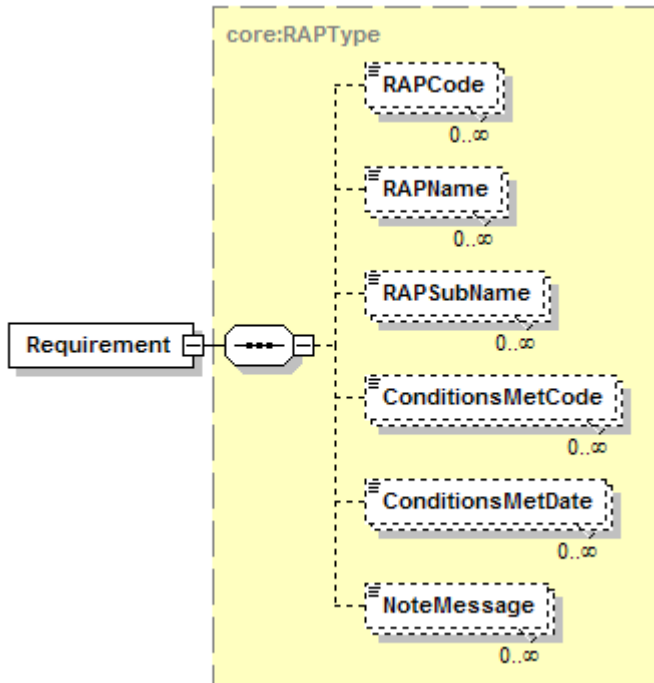 core:RAPType
RAPCode
0..∞
RAPName
0..∞
RAPSubName
0..∞
Requirement
ConditionsMetCode
0..∞
ConditionsMetDate
0..∞
NoteMessage
0..∞